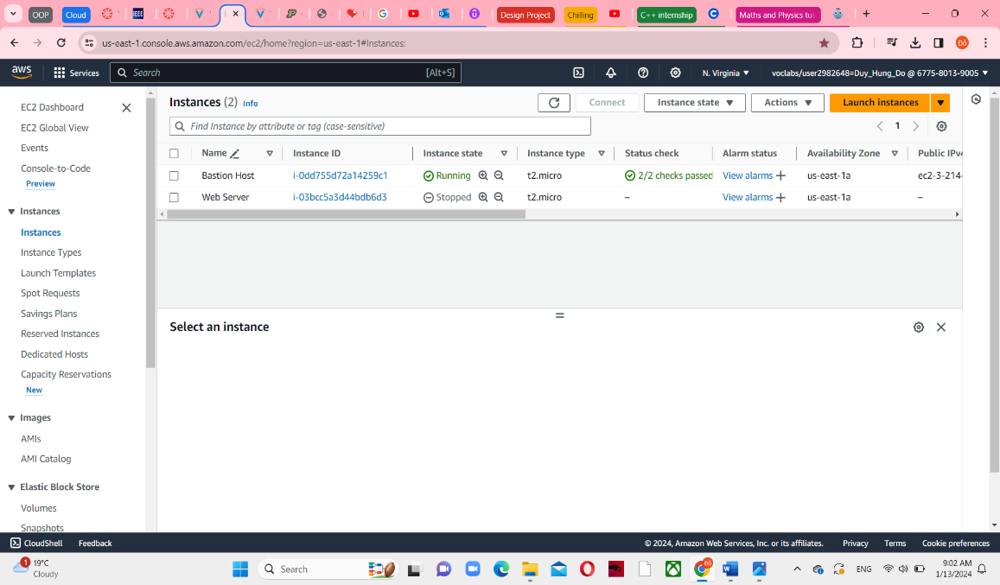 OOP Cloud IEEE Design Project Chilling C++ internship Maths and Physics tu
us-east-1.console.aws.amazon.com/ec2/home?region=us-east-1#Instances:
aws Services Search [Alt+S] N. Virginia voclabs/user2982648=Duy_Hung_Do @ 6775-8013-9005
EC2 Dashboard
EC2 Global View
Events
Console-to-Code
Preview
Instances
Instances
Instance Types
Launch Templates
Spot Requests
Savings Plans
Reserved Instances
Dedicated Hosts
Capacity Reservations
New
Images
AMIs
AMI Catalog
Elastic Block Store
Volumes
Snapshots
Instances (2) Info Connect Instance state Actions Launch instances
Find Instance by attribute or tag (case-sensitive) 1
Name Instance ID Instance state Instance type Status check Alarm status Availability Zone Public IPv4
Bastion Host i-0dd755d72a14259c1 Running t2.micro 2/2 checks passed View alarms + us-east-1a ec2-3-214-
Web Server i-03bcc5a3d44bdb6d3 Stopped t2.micro – View alarms + us-east-1a –
Select an instance
CloudShell Feedback © 2024, Amazon Web Services, Inc. or its affiliates. Privacy Terms Cookie preferences
1 19°C
Cloudy
Search
ENG
9:02 AM
1/13/2024